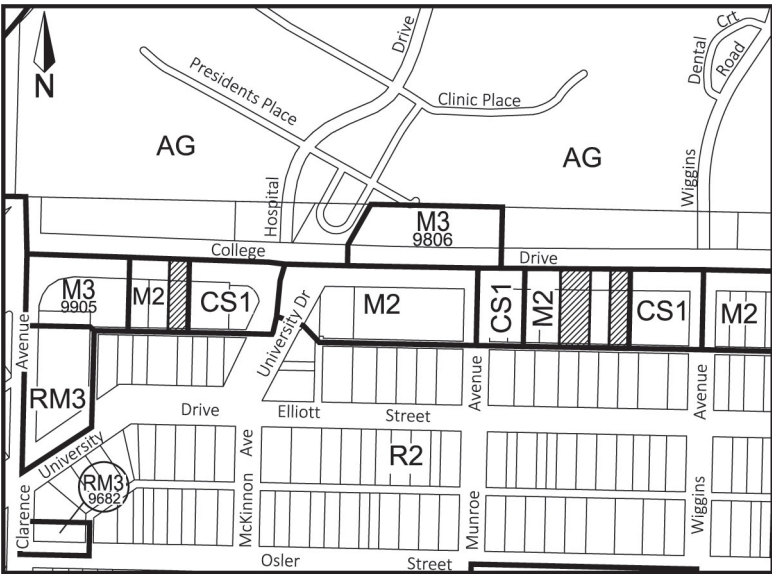 Crt
Dental
Road
Drive
N
Presidents Place
Clinic Place
AG
AG
Wiggins
Hospital
M3
9806
College
Drive
M3
9905
M2
CS1
University Dr
M2
CS1
M2
CS1
M2
Avenue
RM3
Drive
Elliott
Street
Avenue
Avenue
University
Ave
R2
RM3
9682
Clarence
McKinnon
Munroe
Wiggins
Osler
Street